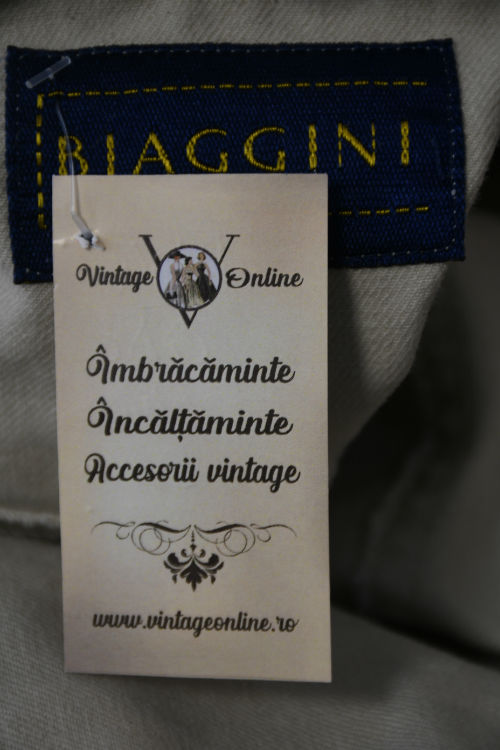 BIAGGINI
Vintage V Online
Îmbrăcăminte
Încălțăminte
Accesorii vintage
www.vintageonline.ro